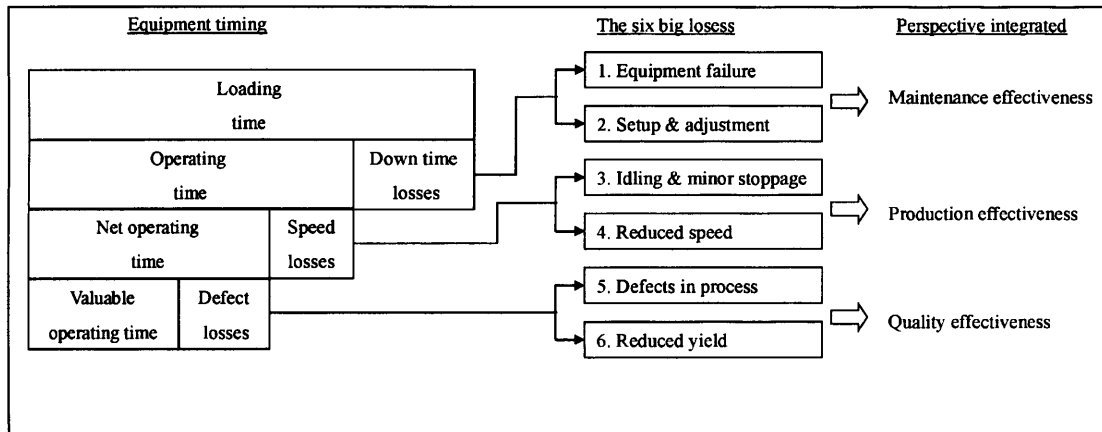 Equipment timing
The six big losess
Perspective integrated
Loading
time
Operating
time
Down time
losses
Net operating
time
Speed
losses
Valuable
operating time
Defect
losses
1. Equipment failure
2. Setup & adjustment
3. Idling & minor stoppage
4. Reduced speed
5. Defects in process
6. Reduced yield
Maintenance effectiveness
Production effectiveness
Quality effectiveness